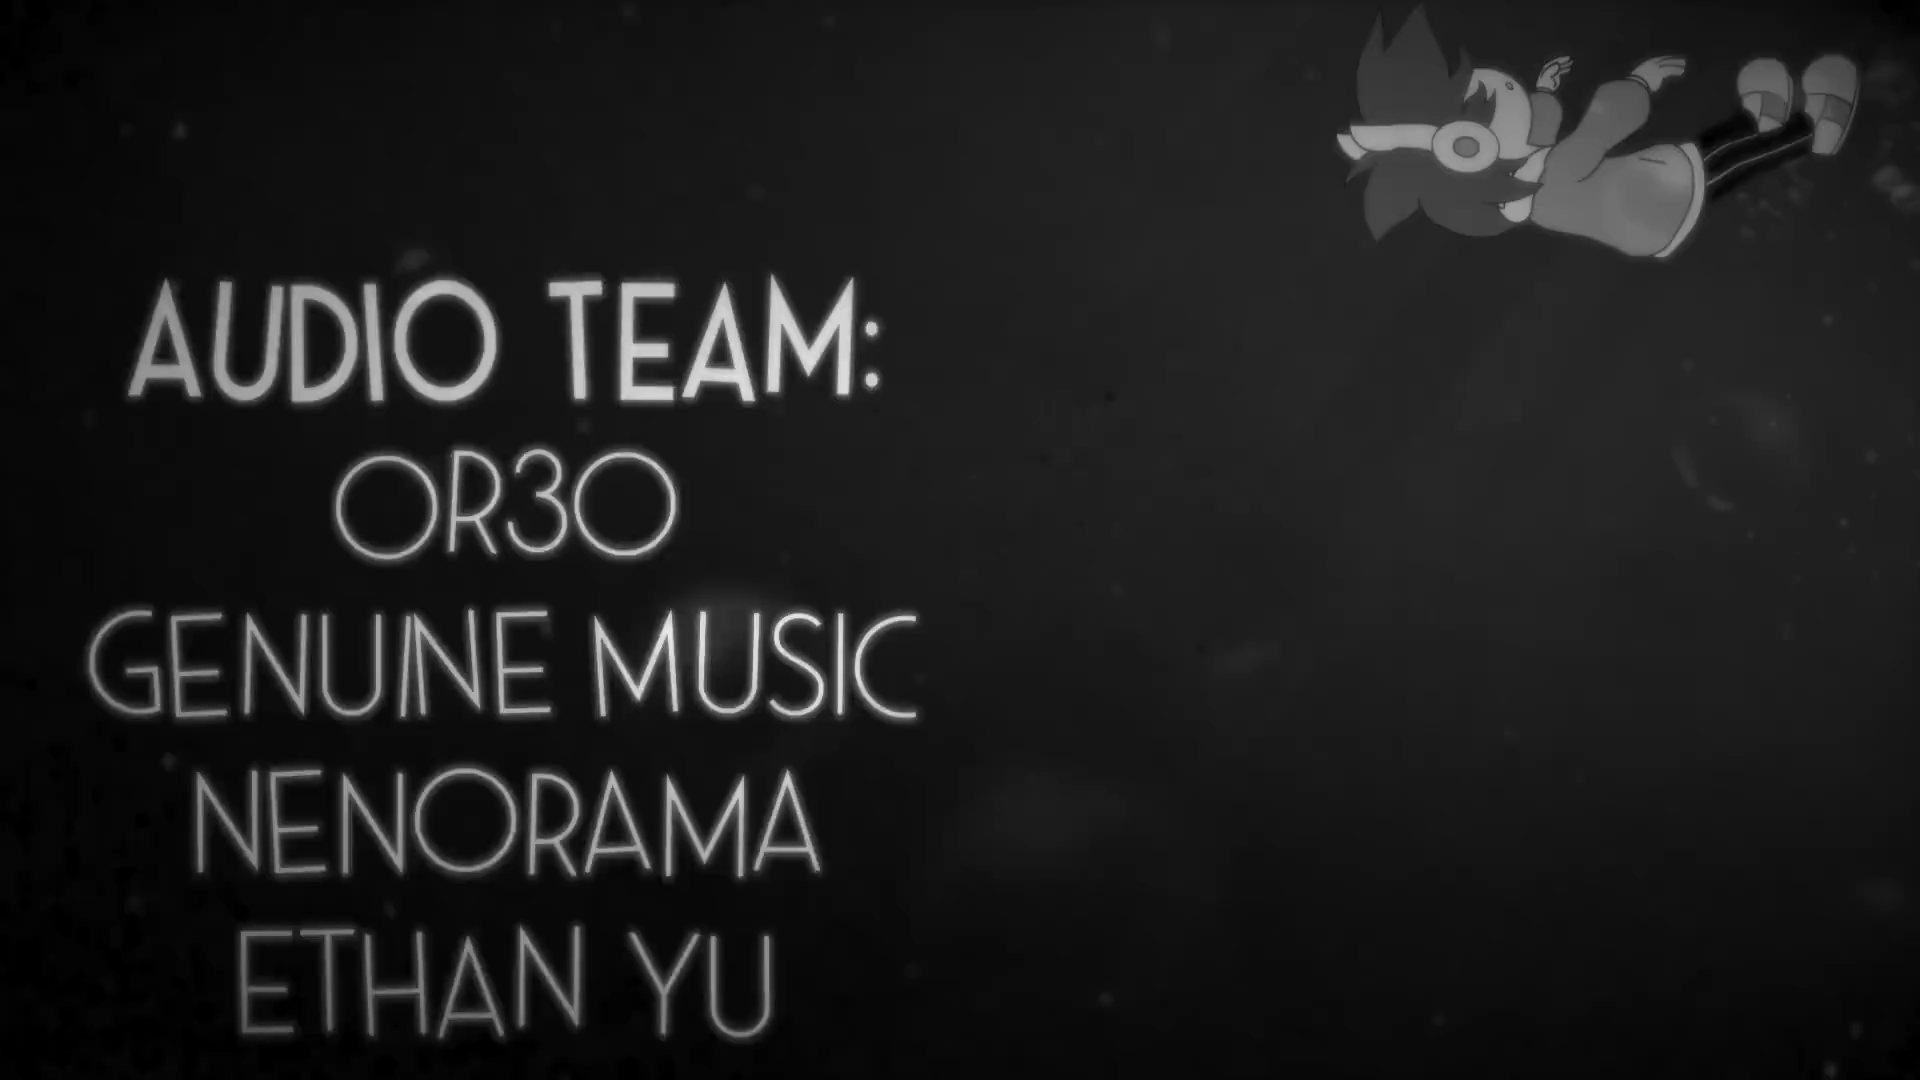 AUDIO TEAM:
OR3O
GENUINE MUSIC
NENORAMA
ETHAN YU